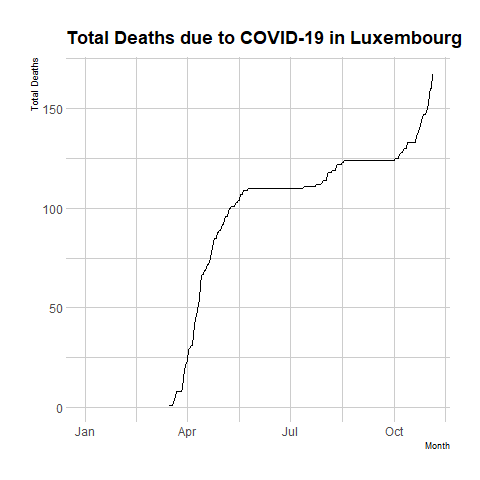 Total Deaths due to COVID-19 in Luxembourg
Total Deaths
150
100
50
0
Jan Apr Jul Oct
Month